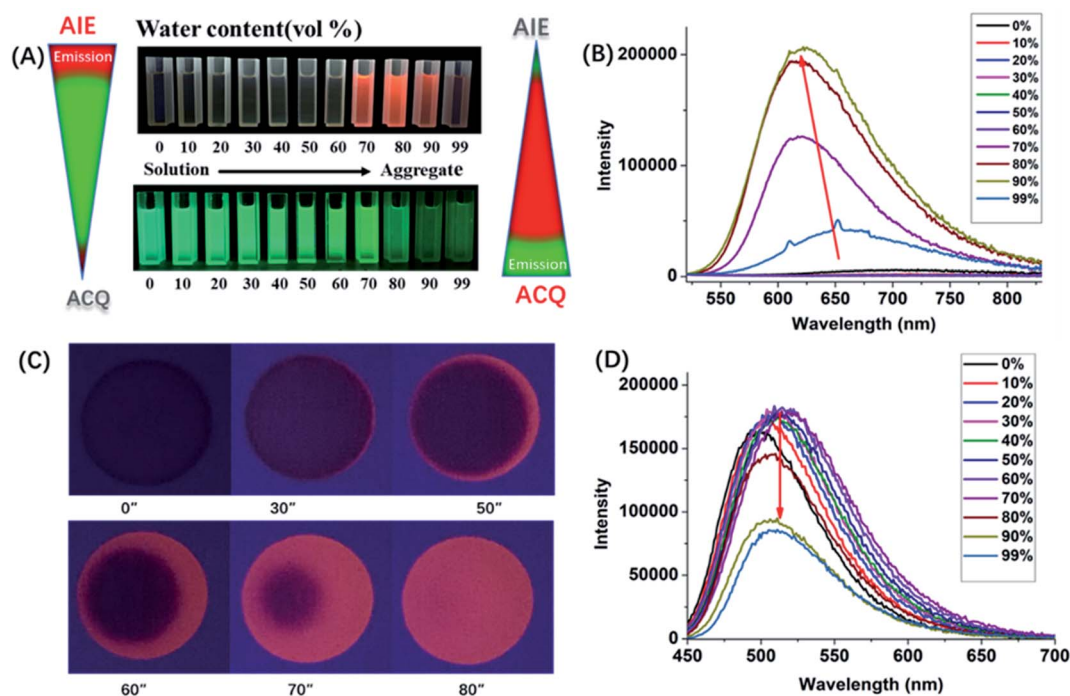 (A)
AIE
Emission
ACQ
Water content(vol %)
0 10 20 30 40 50 60 70 80 90 99
Solution Aggregate
0 10 20 30 40 50 60 70 80 90 99
AIE
Emission
ACQ
(B)
Intensity
200000
150000
100000
50000
0
550 600 650 700 750 800
Wavelength (nm)
0%
10%
20%
30%
40%
50%
60%
70%
80%
90%
99%
(C)
0″ 30″ 50″
60″ 70″ 80″
(D)
Intensity
200000
150000
100000
50000
0
450 500 550 600 650 700
Wavelength (nm)
0%
10%
20%
30%
40%
50%
60%
70%
80%
90%
99%